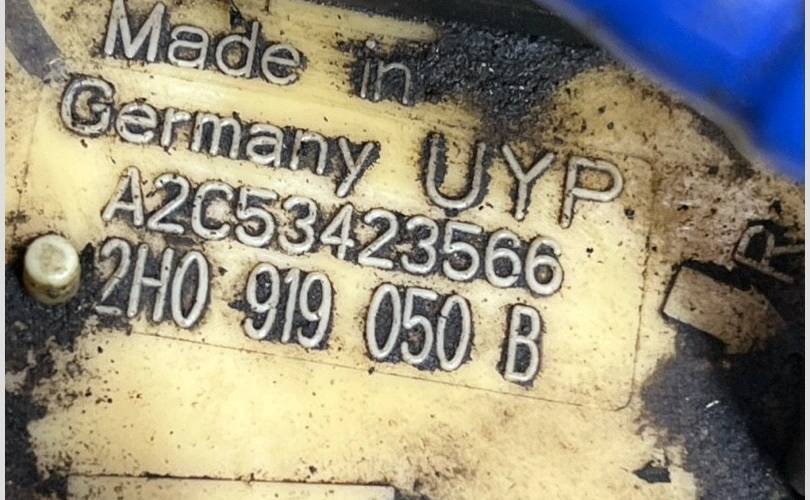 Made in
Germany UYP
A2C53423566
2H0 919 050 B
R